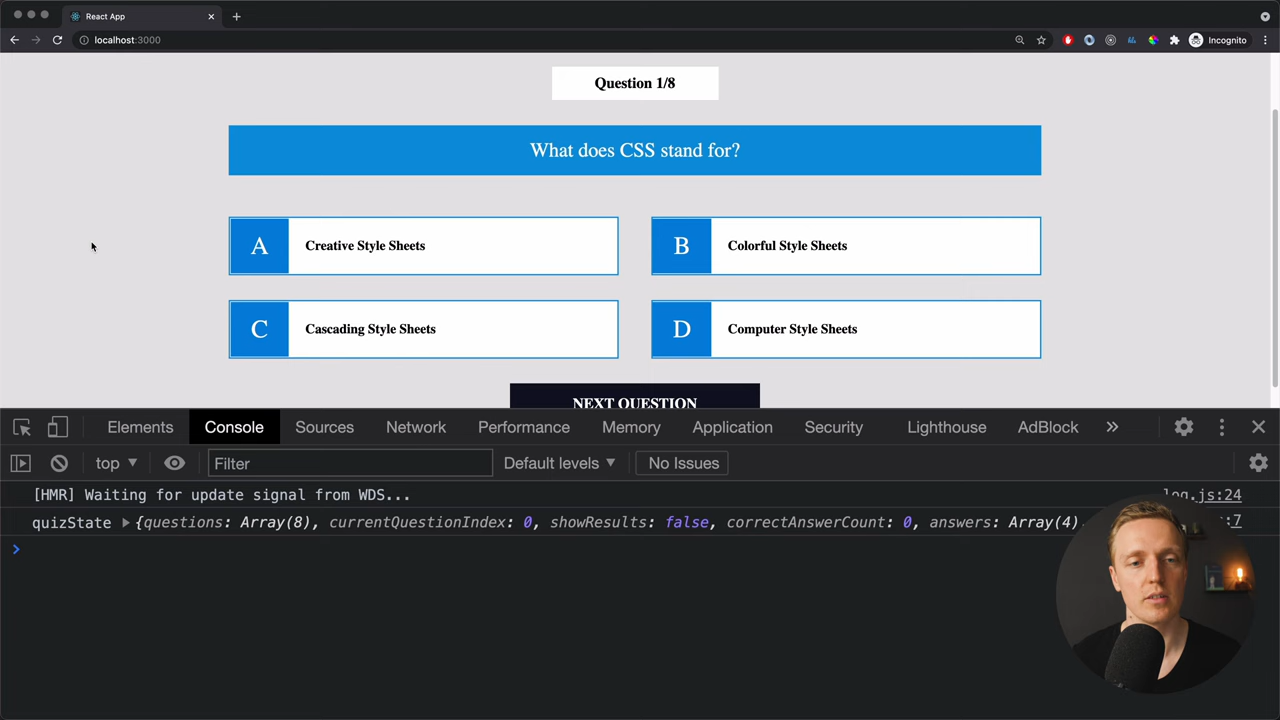 React App
localhost:3000
Incognito
Question 1/8
What does CSS stand for?
A Creative Style Sheets
B Colorful Style Sheets
C Cascading Style Sheets
D Computer Style Sheets
NEXT QUESTION
Elements Console Sources Network Performance Memory Application Security Lighthouse AdBlock
top Filter Default levels No Issues
[HMR] Waiting for update signal from WDS... log.js:24
quizState {questions: Array(8), currentQuestionIndex: 0, showResults: false, correctAnswerCount: 0, answers: Array(4) :7